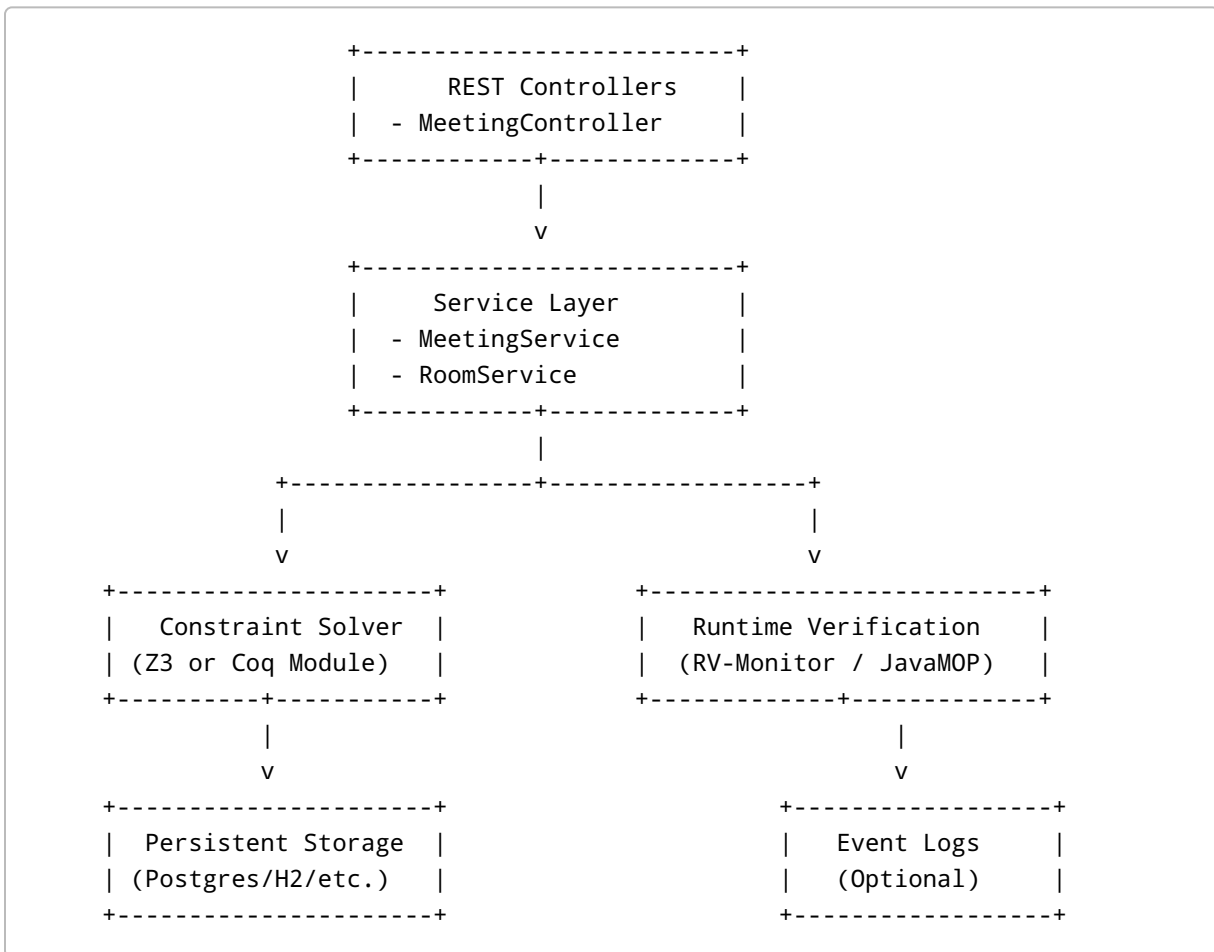 REST Controllers
- MeetingController
Service Layer
- MeetingService
- RoomService
Constraint Solver
(Z3 or Coq Module)
Runtime Verification
(RV-Monitor / JavaMOP)
Persistent Storage
(Postgres/H2/etc.)
Event Logs
(Optional)